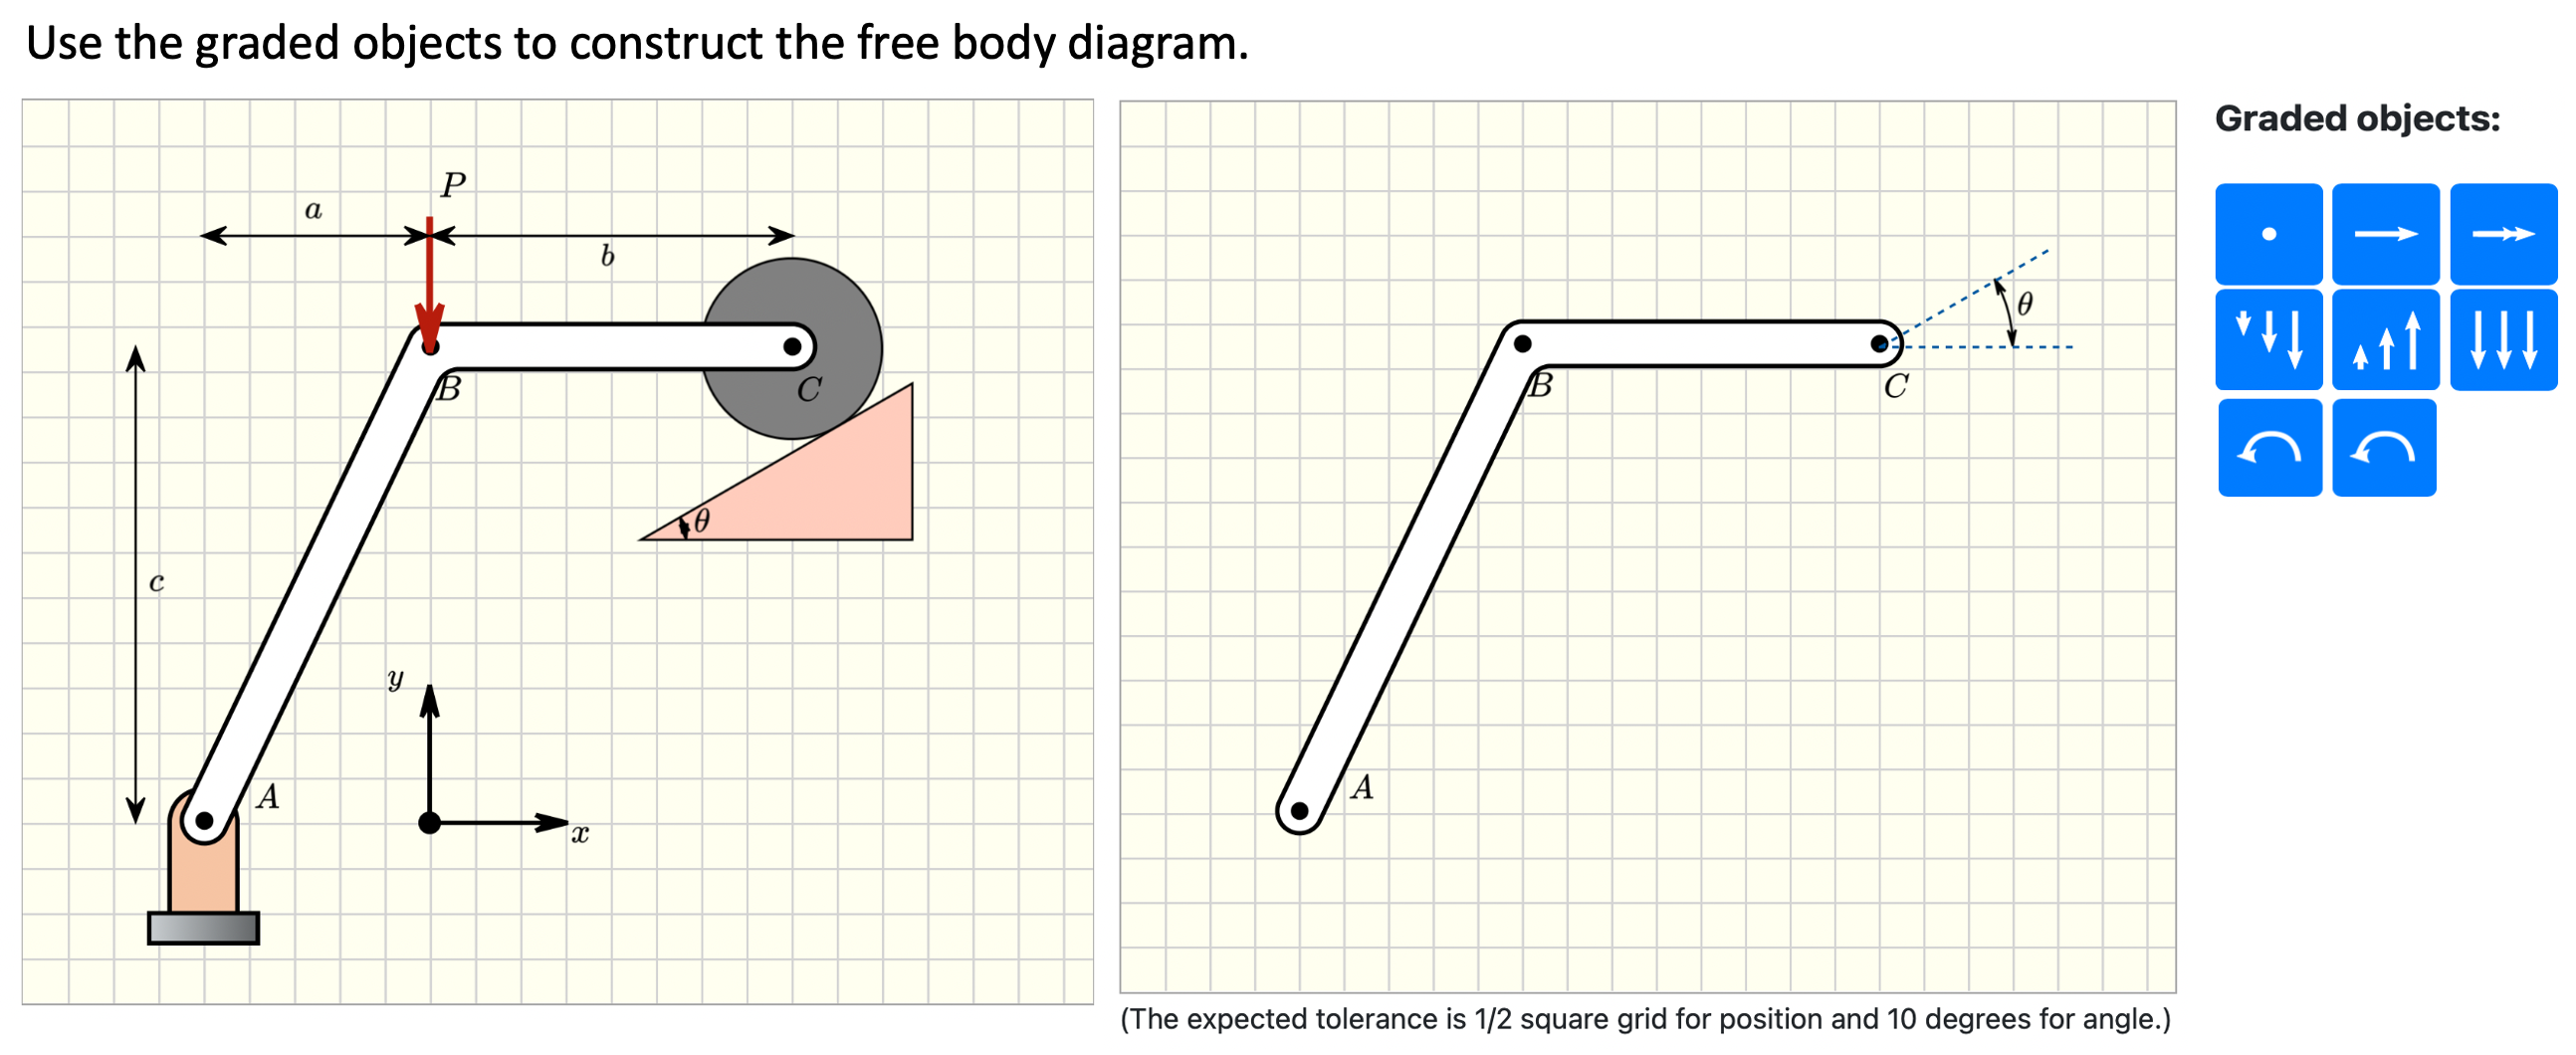 Use the graded objects to construct the free body diagram.
P
a
b
B
C
θ
c
y
A
x
θ
B
C
A
Graded objects:
(The expected tolerance is 1/2 square grid for position and 10 degrees for angle.)